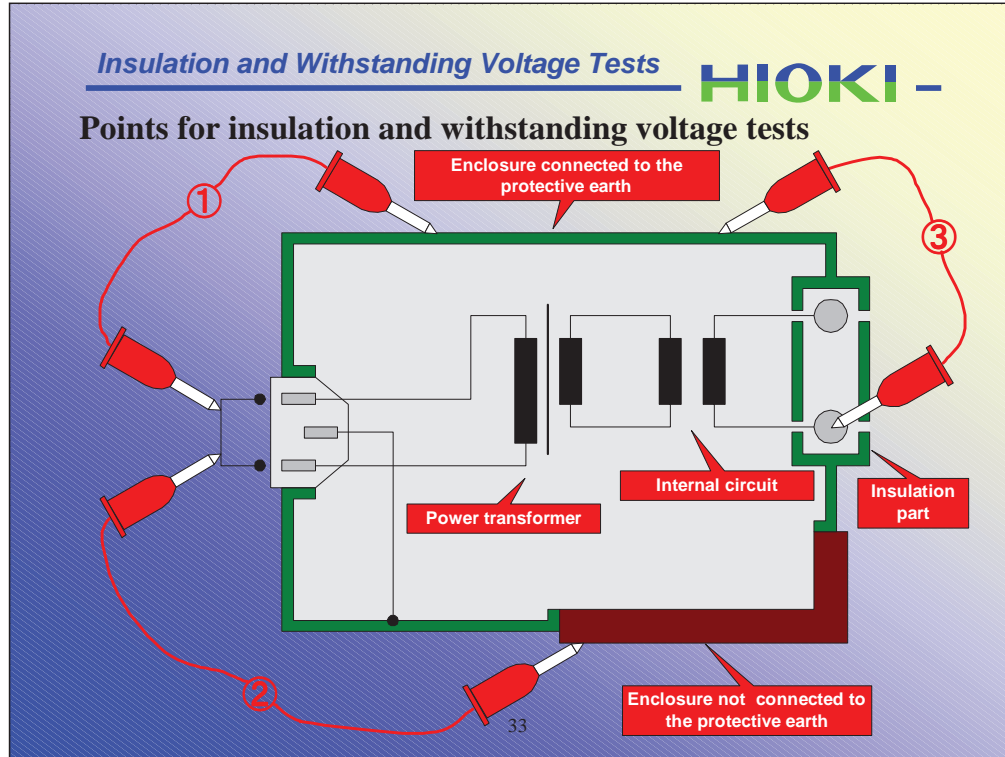 Insulation and Withstanding Voltage Tests
HIOKI
Points for insulation and withstanding voltage tests
Enclosure connected to the
protective earth
①
③
Power transformer
Internal circuit
Insulation
part
②
Enclosure not  connected to
the protective earth
33